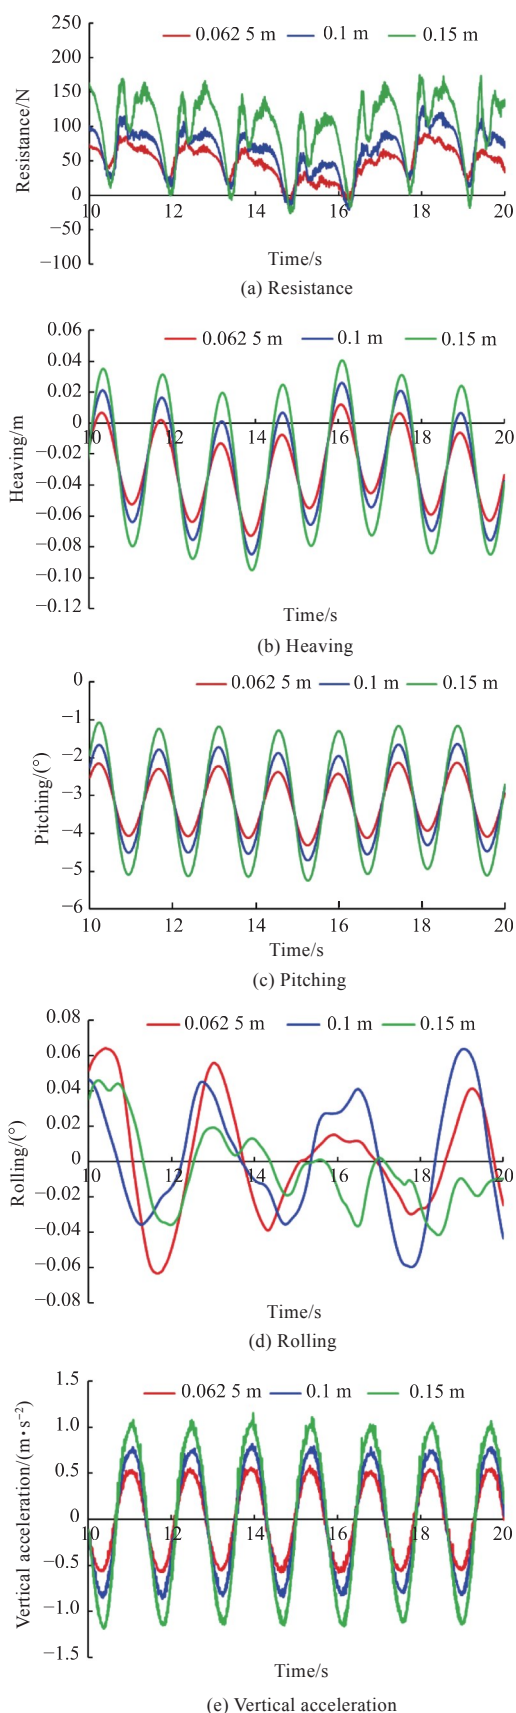 250
0.062 5 m 0.1 m 0.15 m
200
150
100
50
0
10 12 14 16 18 20
−50
−100
Resistance/N
Time/s
(a) Resistance
0.06
0.062 5 m 0.1 m 0.15 m
0.04
0.02
0
10 12 14 16 18 20
−0.02
−0.04
−0.06
−0.08
−0.10
−0.12
Heaving/m
Time/s
(b) Heaving
0
0.062 5 m 0.1 m 0.15 m
−1
−2
−3
−4
−5
−6
10 12 14 16 18 20
Pitching/(°)
Time/s
(c) Pitching
0.08
0.062 5 m 0.1 m 0.15 m
0.06
0.04
0.02
0
10 12 14 16 18 20
−0.02
−0.04
−0.06
−0.08
Rolling/(°)
Time/s
(d) Rolling
1.5
0.062 5 m 0.1 m 0.15 m
1.0
0.5
0
10 12 14 16 18 20
−0.5
−1.0
−1.5
Vertical acceleration/(m•s⁻²)
Time/s
(e) Vertical acceleration